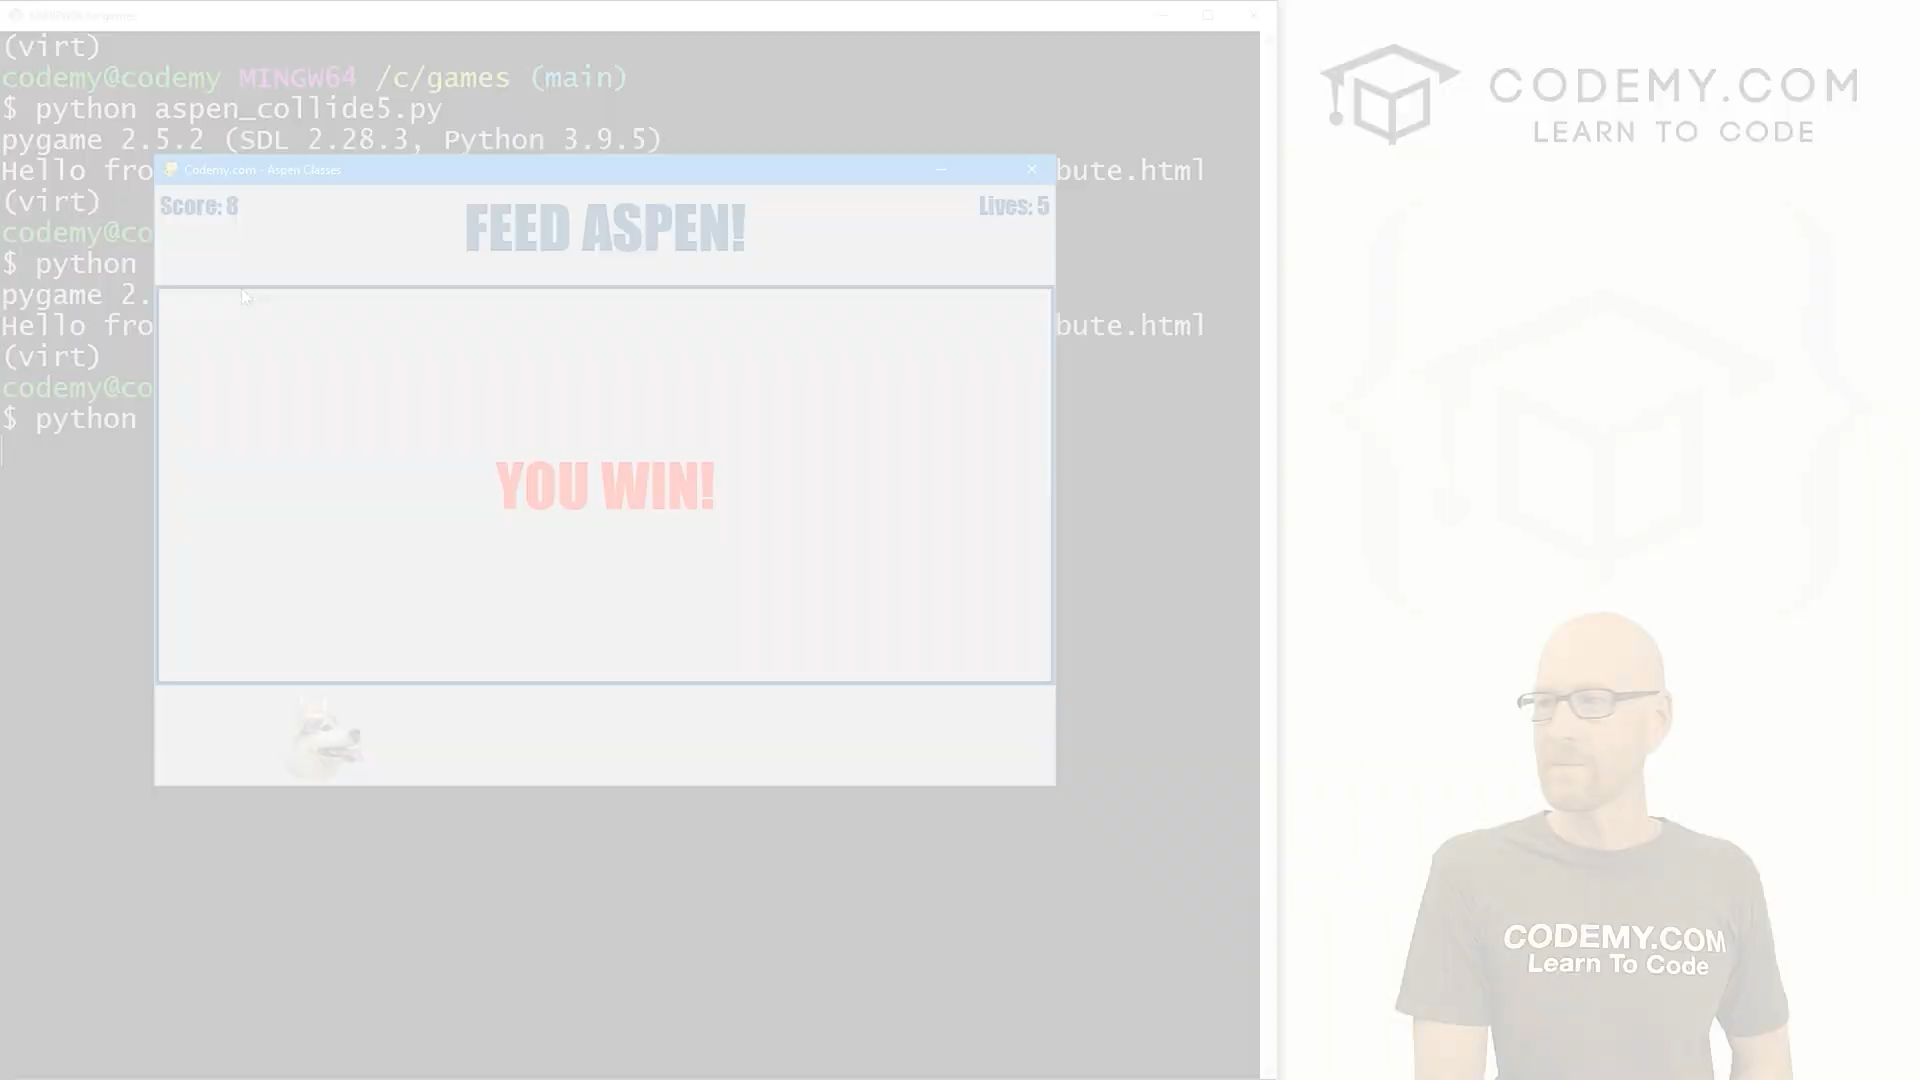 (virt)
codemy@codemy MINGW64 /c/games (main)
$ python aspen_collide5.py
pygame 2.5.2 (SDL 2.28.3, Python 3.9.5)
Hello fro bute.html
(virt)
codemy@co
$ python
pygame 2.
Hello fro bute.html
(virt)
codemy@co
$ python
Codemy.com - Aspen Classes
Score: 8
FEED ASPEN!
Lives: 5
YOU WIN!
CODEMY.COM
LEARN TO CODE
CODEMY.COM
Learn To Code